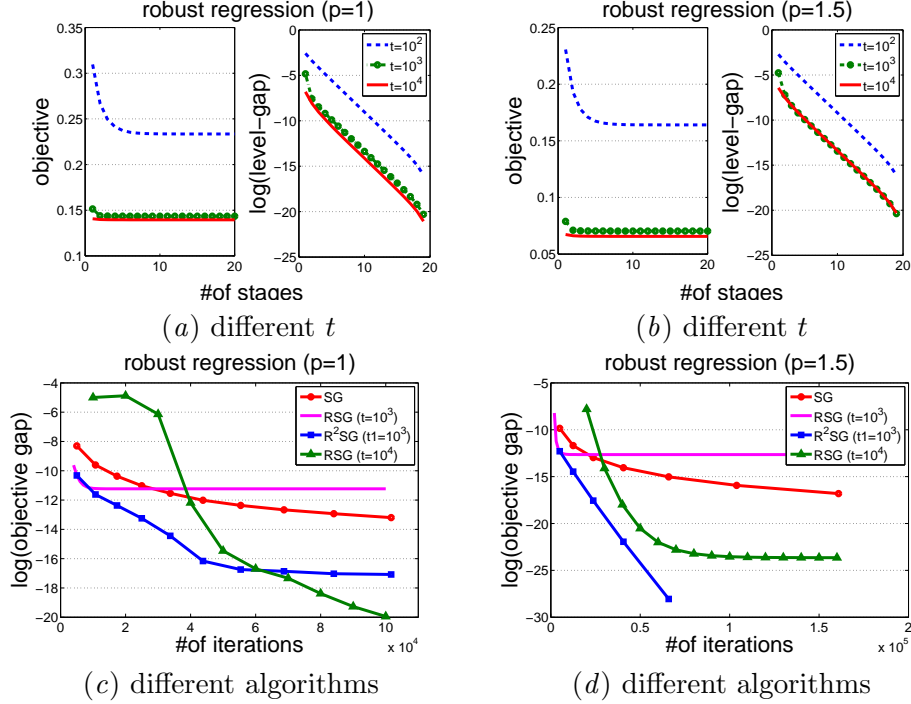 robust regression (p=1)
0.35
0.3
0.25
0.2
0.15
0.1
objective
0
10
20
0
−5
−10
−15
−20
−25
log(level−gap)
0
10
20
t=10²
t=10³
t=10⁴
#of stages
(a) different t
robust regression (p=1.5)
0.25
0.2
0.15
0.1
0.05
objective
0
10
20
0
−5
−10
−15
−20
−25
log(level−gap)
0
10
20
t=10²
t=10³
t=10⁴
#of stages
(b) different t
robust regression (p=1)
−4
−6
−8
−10
−12
−14
−16
−18
−20
log(objective gap)
SG
RSG (t=10³)
R²SG (t1=10³)
RSG (t=10⁴)
0
2
4
6
8
10
x 10⁴
#of iterations
(c) different algorithms
robust regression (p=1.5)
−5
−10
−15
−20
−25
−30
log(objective gap)
SG
RSG (t=10³)
R²SG (t1=10³)
RSG (t=10⁴)
0
0.5
1
1.5
2
x 10⁵
#of iterations
(d) different algorithms